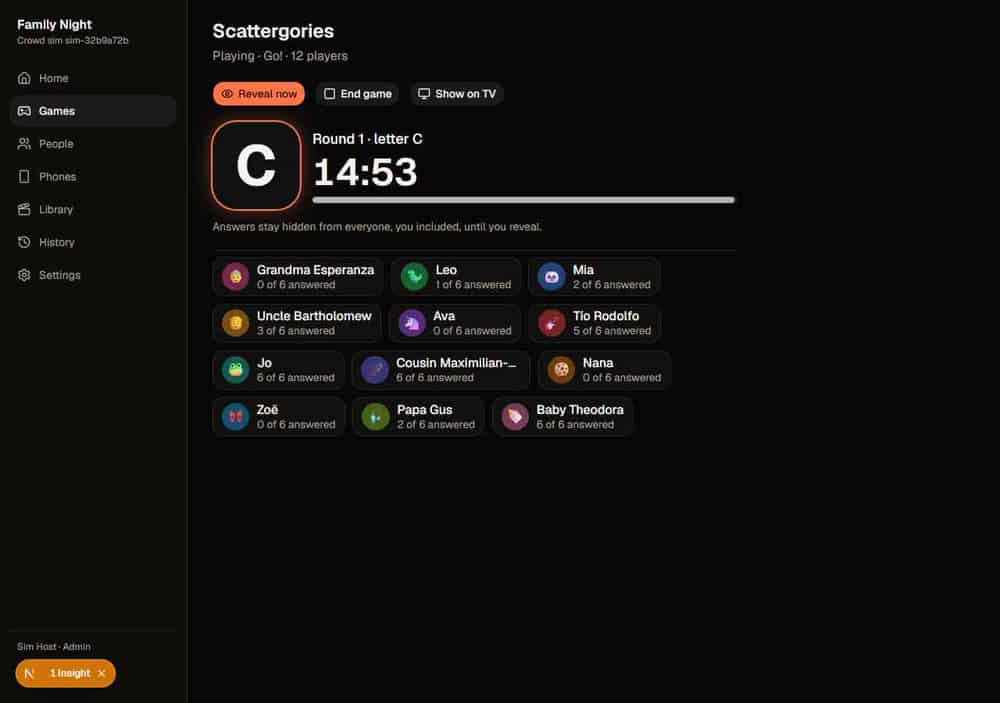 Family Night
Crowd sim sim-32b9a72b
Home
Games
People
Phones
Library
History
Settings
Sim Host · Admin
1 Insight
Scattergories
Playing · Go! · 12 players
Reveal now
End game
Show on TV
C
Round 1 · letter C
14:53
Answers stay hidden from everyone, you included, until you reveal.
Grandma Esperanza
0 of 6 answered
Leo
1 of 6 answered
Mia
2 of 6 answered
Uncle Bartholomew
3 of 6 answered
Ava
0 of 6 answered
Tío Rodolfo
5 of 6 answered
Jo
6 of 6 answered
Cousin Maximilian-...
6 of 6 answered
Nana
0 of 6 answered
Zoë
0 of 6 answered
Papa Gus
2 of 6 answered
Baby Theodora
6 of 6 answered